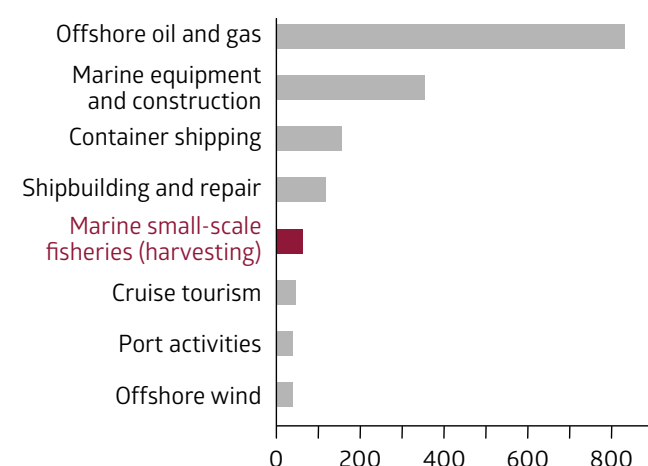 Offshore oil and gas
Marine equipment
and construction
Container shipping
Shipbuilding and repair
Marine small-scale
fisheries (harvesting)
Cruise tourism
Port activities
Offshore wind
0 200 400 600 800